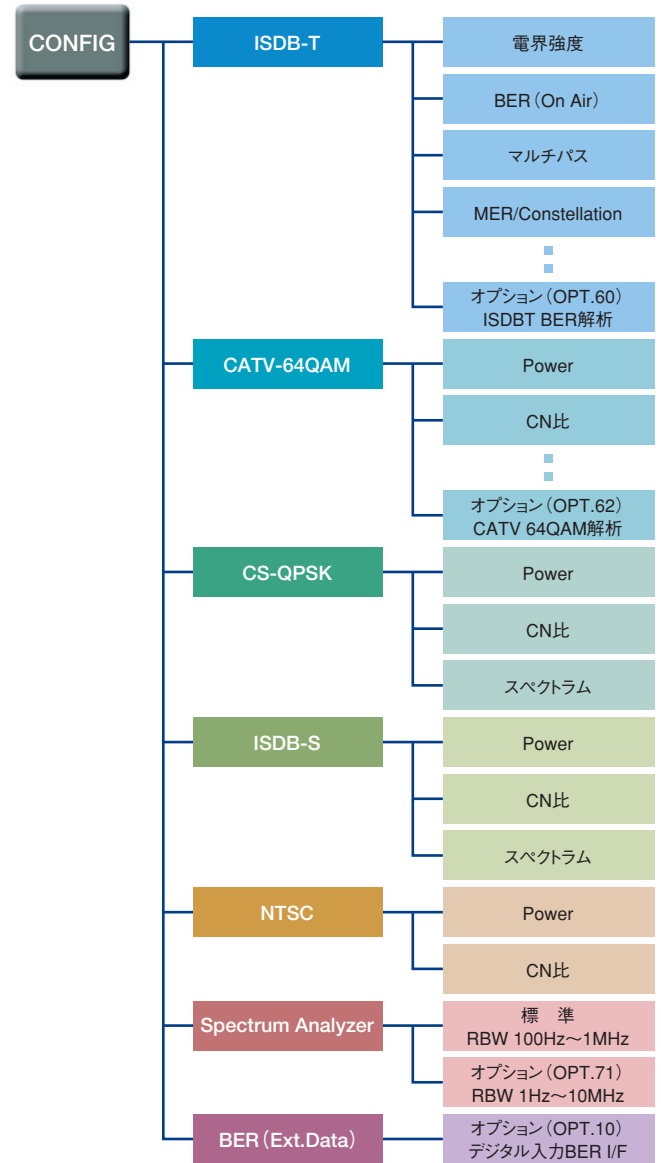 CONFIG
ISDB-T
電界強度
BER（On Air）
マルチパス
MER/Constellation
オプション（OPT.60）
ISDBT BER解析
CATV-64QAM
Power
CN比
オプション（OPT.62）
CATV 64QAM解析
CS-QPSK
Power
CN比
スペクトラム
ISDB-S
Power
CN比
スペクトラム
NTSC
Power
CN比
Spectrum Analyzer
標　準
RBW 100Hz～1MHz
オプション（OPT.71）
RBW 1Hz～10MHz
BER（Ext.Data）
オプション（OPT.10）
デジタル入力BER I/F